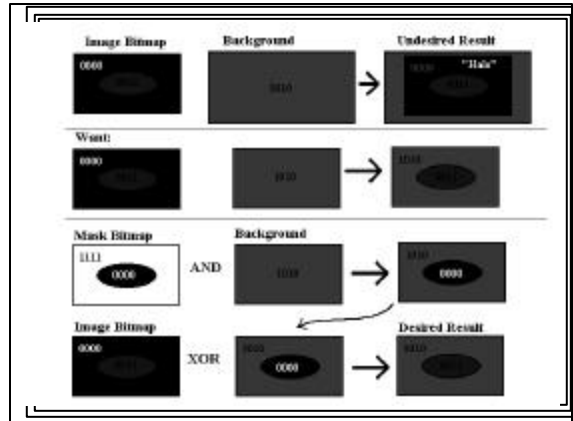 Image Bitmap Background Undesired Result
0000 "Halo"
1010
Want:
0000 1010
1010
Mask Bitmap Background
1111 1010
0000 AND 1010 0000
Image Bitmap Desired Result
0000 1010 1010
XOR 0000